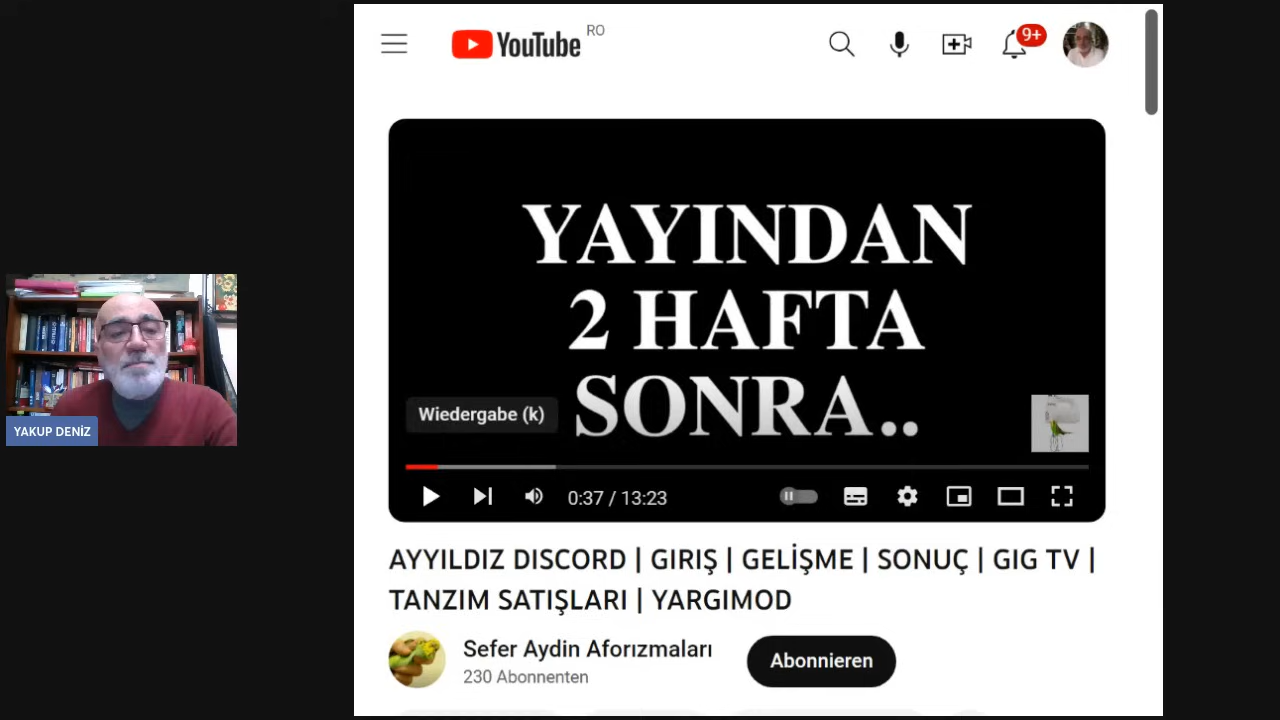 YouTube RO
9+
YAYINDAN
2 HAFTA
SONRA..
Wiedergabe (k)
0:37 / 13:23
YAKUP DENİZ
AYYILDIZ DISCORD | GIRIŞ | GELİŞME | SONUÇ | GIG TV |
TANZIM SATIŞLARI | YARGIMOD
Sefer Aydin Aforızmaları
230 Abonnenten
Abonnieren